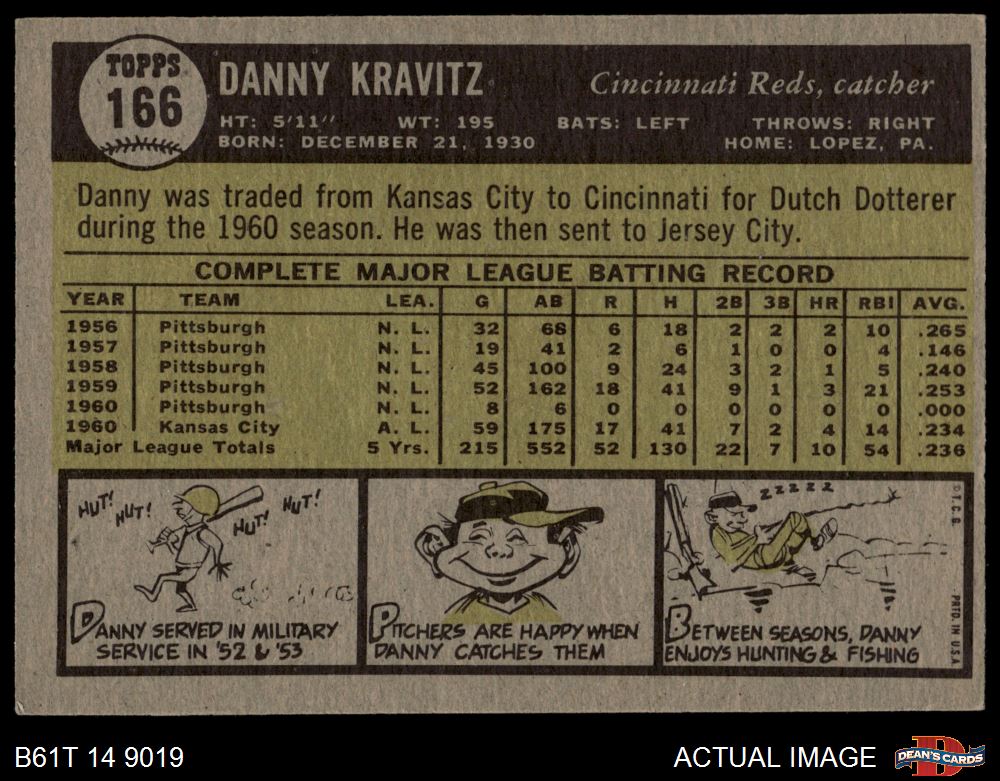 TOPPS
166
DANNY KRAVITZ
Cincinnati Reds, catcher
HT: 5'11" WT: 195 BATS: LEFT THROWS: RIGHT
BORN: DECEMBER 21, 1930 HOME: LOPEZ, PA.
Danny was traded from Kansas City to Cincinnati for Dutch Dotterer
during the 1960 season. He was then sent to Jersey City.
COMPLETE MAJOR LEAGUE BATTING RECORD
YEAR TEAM LEA. G AB R H 2B 3B HR RBI AVG.
1956 Pittsburgh N. L. 32 68 6 18 2 2 2 10 .265
1957 Pittsburgh N. L. 19 41 2 6 1 0 0 4 .146
1958 Pittsburgh N. L. 45 100 9 24 3 2 1 5 .240
1959 Pittsburgh N. L. 52 162 18 41 9 1 3 21 .253
1960 Pittsburgh N. L. 8 6 0 0 0 0 0 0 .000
1960 Kansas City A. L. 59 175 17 41 7 2 4 14 .234
Major League Totals 5 Yrs. 215 552 52 130 22 7 10 54 .236
HUT! HUT! HUT! HUT!
DANNY SERVED IN MILITARY
SERVICE IN '52 & '53
PITCHERS ARE HAPPY WHEN
DANNY CATCHES THEM
ZZZZZ
BETWEEN SEASONS, DANNY
ENJOYS HUNTING & FISHING
©T.C.G.
PRTD. IN U.S.A.
B61T 14 9019
ACTUAL IMAGE
D
DEAN'S CARDS